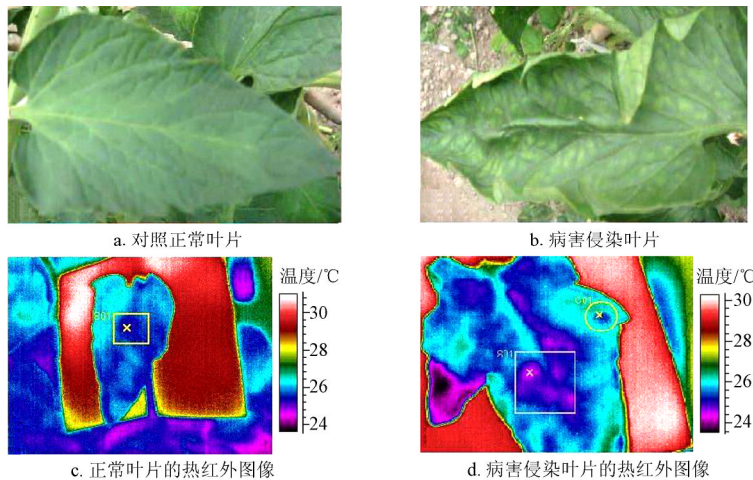 a. 对照正常叶片
b. 病害侵染叶片
温度/℃
30
28
26
24
S01
c. 正常叶片的热红外图像
温度/℃
30
28
26
24
S01
d. 病害侵染叶片的热红外图像